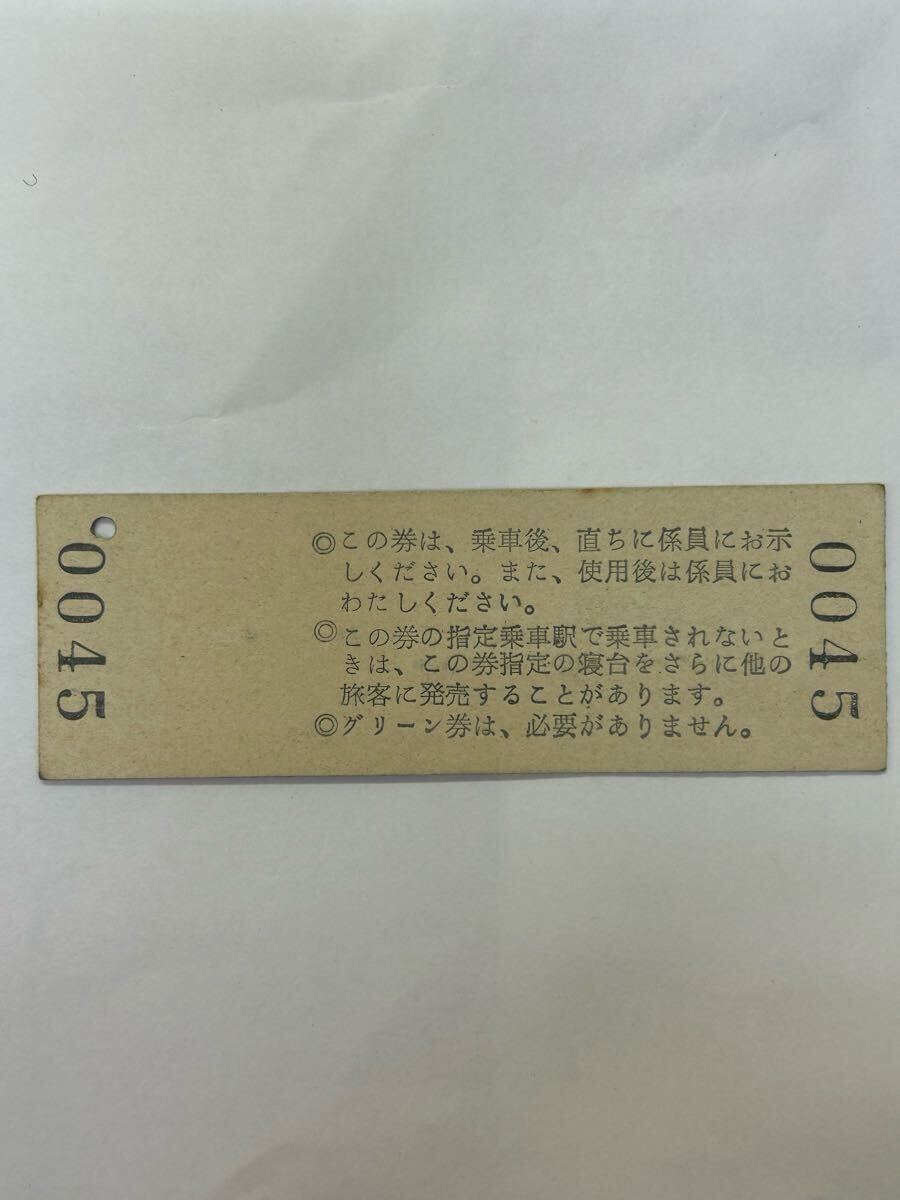 0045
◎この券は、乗車後、直ちに係員にお示
しください。また、使用後は係員にお
わたしください。
◎この券の指定乗車駅で乗車されないと
きは、この券指定の寝台をさらに他の
旅客に発売することがあります。
◎グリーン券は、必要がありません。
0045